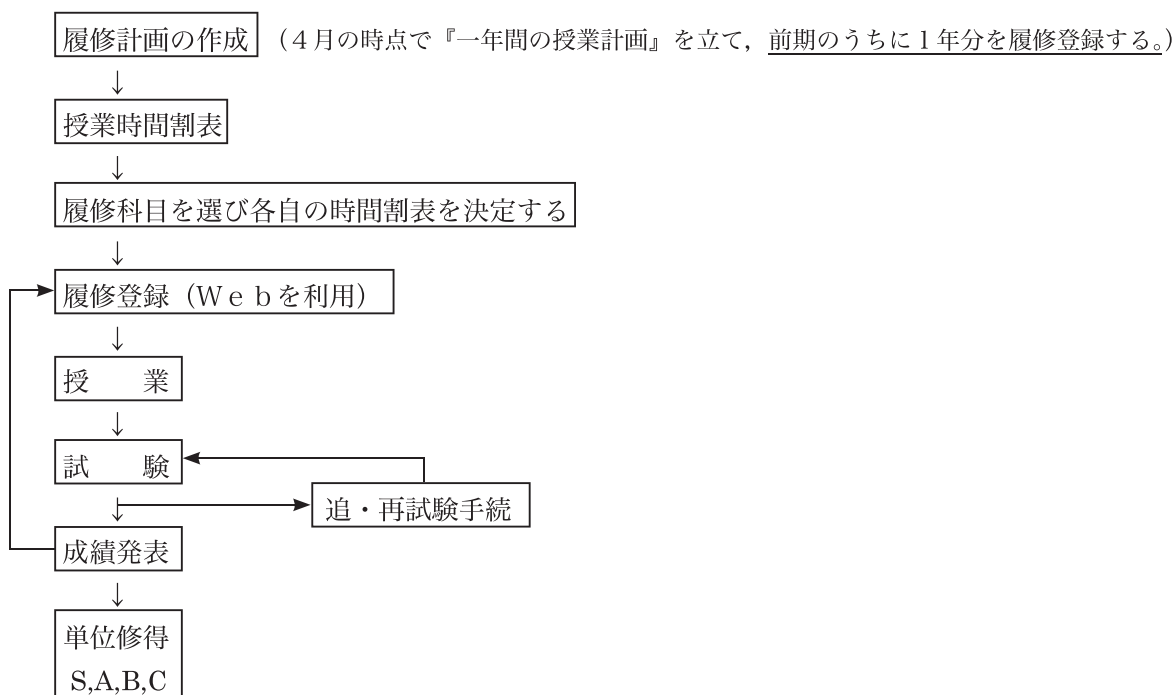 履修計画の作成 (４月の時点で『一年間の授業計画』を立て，前期のうちに１年分を履修登録する。)
↓
授業時間割表
↓
履修科目を選び各自の時間割表を決定する
↓
履修登録（Ｗｅｂを利用）
↓
授　　業
↓
試　　験
追・再試験手続
↓
成績発表
↓
単位修得
S,A,B,C